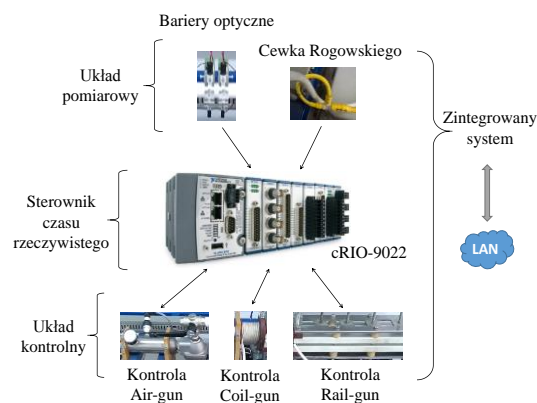 Bariery optyczne
Cewka Rogowskiego
Układ
pomiarowy
Zintegrowany
system
Sterownik
czasu
rzeczywistego
cRIO-9022
LAN
Układ
kontrolny
Kontrola
Air-gun
Kontrola
Coil-gun
Kontrola
Rail-gun